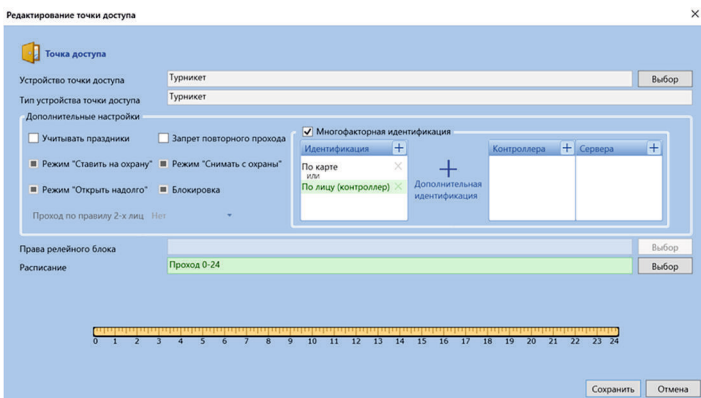 Редактирование точки доступа
Точка доступа
Устройство точки доступа Турникет Выбор
Тип устройства точки доступа Турникет
Дополнительные настройки
Учитывать праздники Запрет повторного прохода
Режим "Ставить на охрану" Режим "Снимать с охраны"
Режим "Открыть надолго" Блокировка
Проход по правилу 2-х лиц Нет
Многофакторная идентификация
Идентификация +
По карте
или
По лицу (контроллер)
Дополнительная
идентификация
Контроллера + Сервера +
Права релейного блока Выбор
Расписание Проход 0-24 Выбор
0 1 2 3 4 5 6 7 8 9 10 11 12 13 14 15 16 17 18 19 20 21 22 23 24
Сохранить Отмена